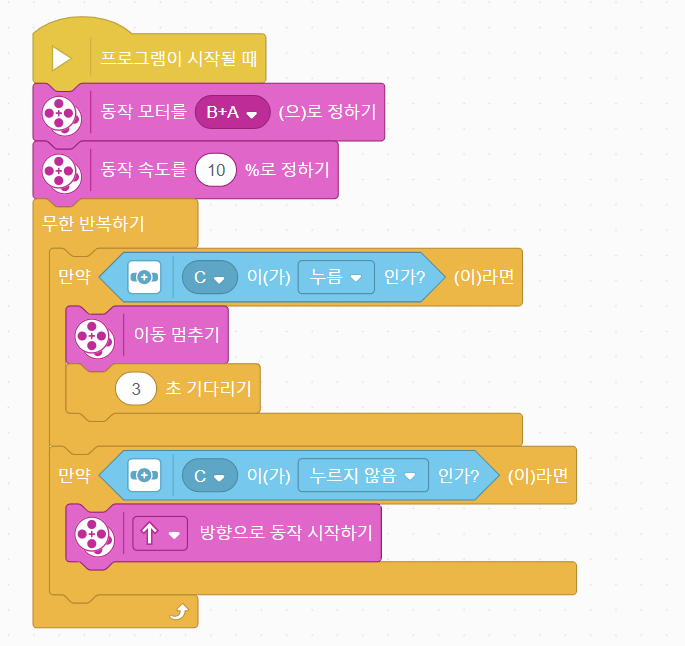 프로그램이 시작될 때
동작 모터를 B+A (으)로 정하기
동작 속도를 10 %로 정하기
무한 반복하기
만약 C 이(가) 누름 인가? (이)라면
이동 멈추기
3 초 기다리기
만약 C 이(가) 누르지 않음 인가? (이)라면
방향으로 동작 시작하기